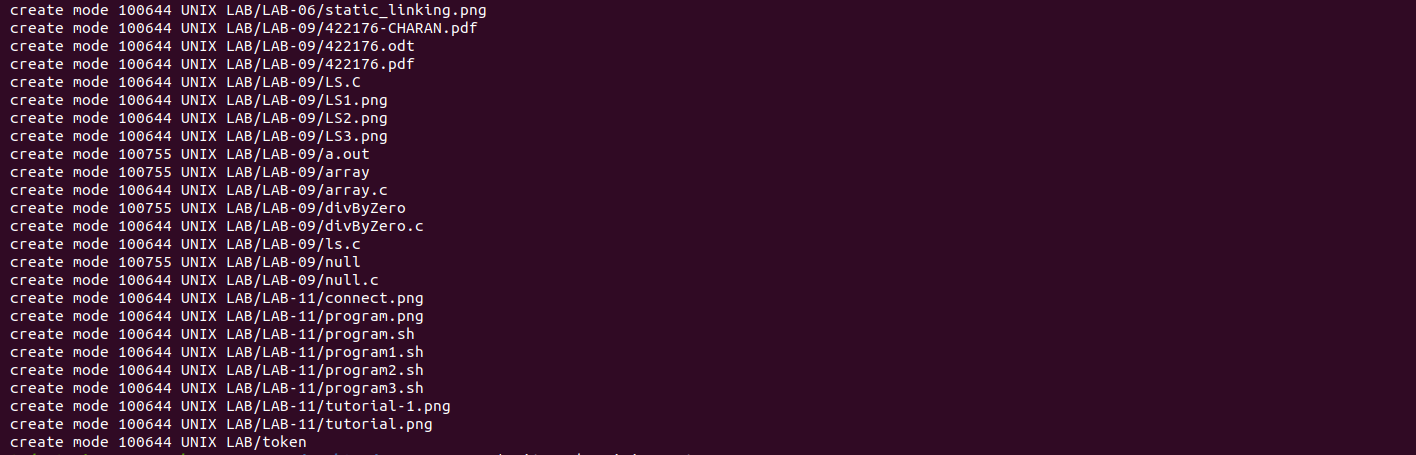 create mode 100644 UNIX LAB/LAB-06/static_linking.png
create mode 100644 UNIX LAB/LAB-09/422176-CHARAN.pdf
create mode 100644 UNIX LAB/LAB-09/422176.odt
create mode 100644 UNIX LAB/LAB-09/422176.pdf
create mode 100644 UNIX LAB/LAB-09/LS.C
create mode 100644 UNIX LAB/LAB-09/LS1.png
create mode 100644 UNIX LAB/LAB-09/LS2.png
create mode 100644 UNIX LAB/LAB-09/LS3.png
create mode 100755 UNIX LAB/LAB-09/a.out
create mode 100755 UNIX LAB/LAB-09/array
create mode 100644 UNIX LAB/LAB-09/array.c
create mode 100755 UNIX LAB/LAB-09/divByZero
create mode 100644 UNIX LAB/LAB-09/divByZero.c
create mode 100644 UNIX LAB/LAB-09/ls.c
create mode 100755 UNIX LAB/LAB-09/null
create mode 100644 UNIX LAB/LAB-09/null.c
create mode 100644 UNIX LAB/LAB-11/connect.png
create mode 100644 UNIX LAB/LAB-11/program.png
create mode 100644 UNIX LAB/LAB-11/program.sh
create mode 100644 UNIX LAB/LAB-11/program1.sh
create mode 100644 UNIX LAB/LAB-11/program2.sh
create mode 100644 UNIX LAB/LAB-11/program3.sh
create mode 100644 UNIX LAB/LAB-11/tutorial-1.png
create mode 100644 UNIX LAB/LAB-11/tutorial.png
create mode 100644 UNIX LAB/token